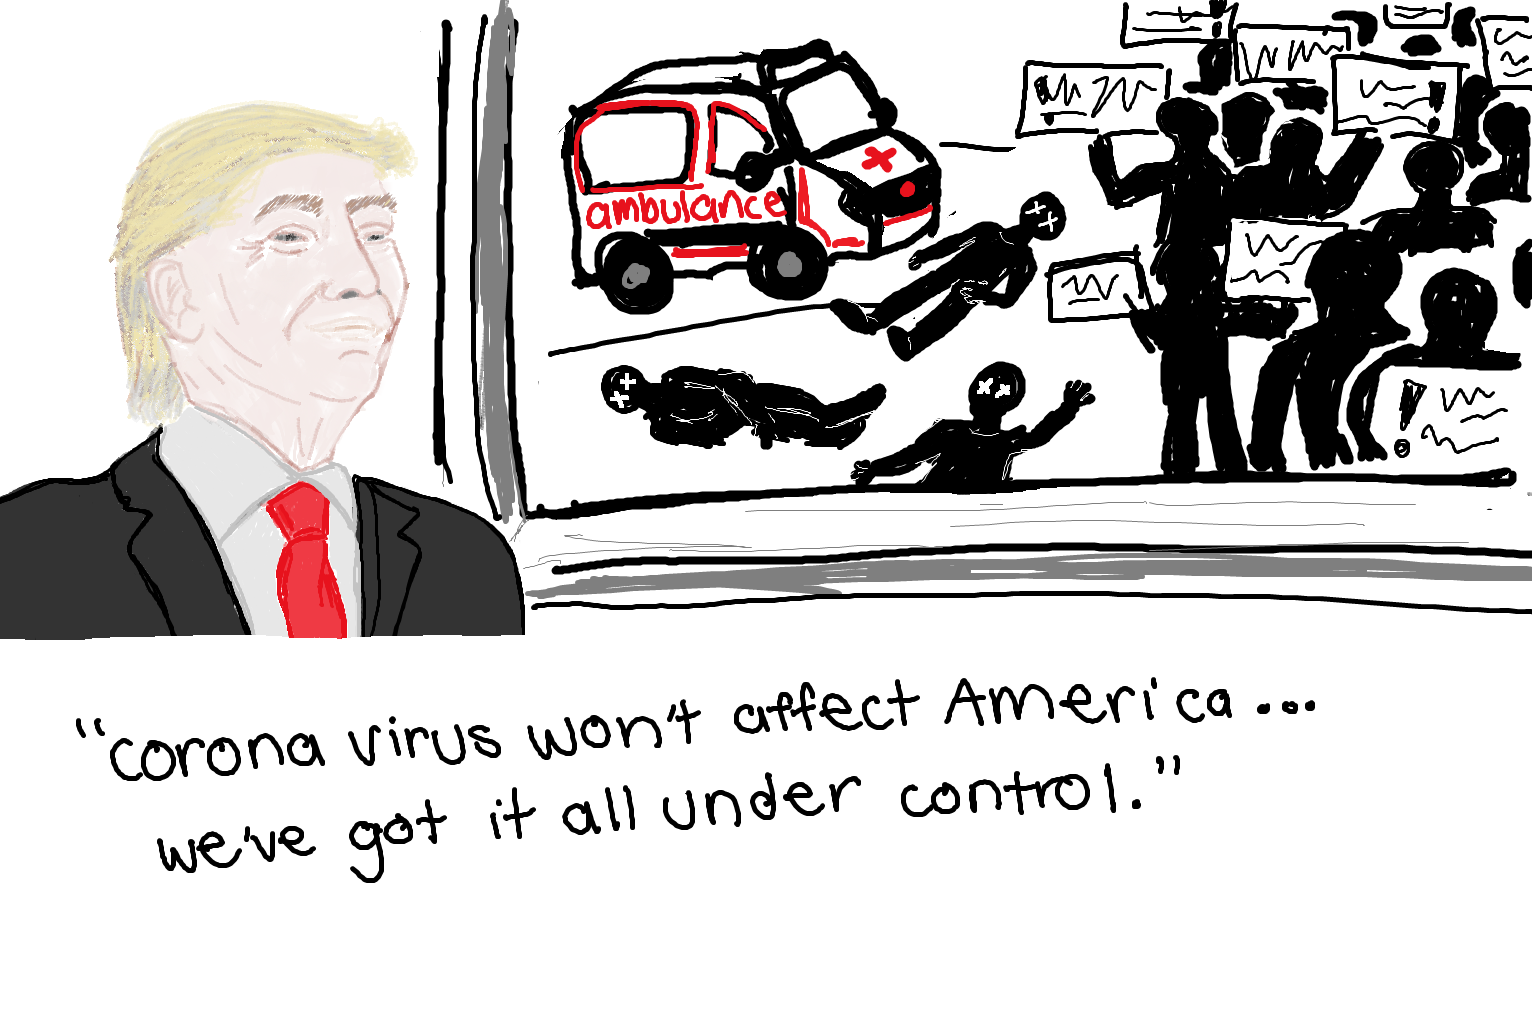 ambulance
"corona virus won't affect America...
we've got it all under control."